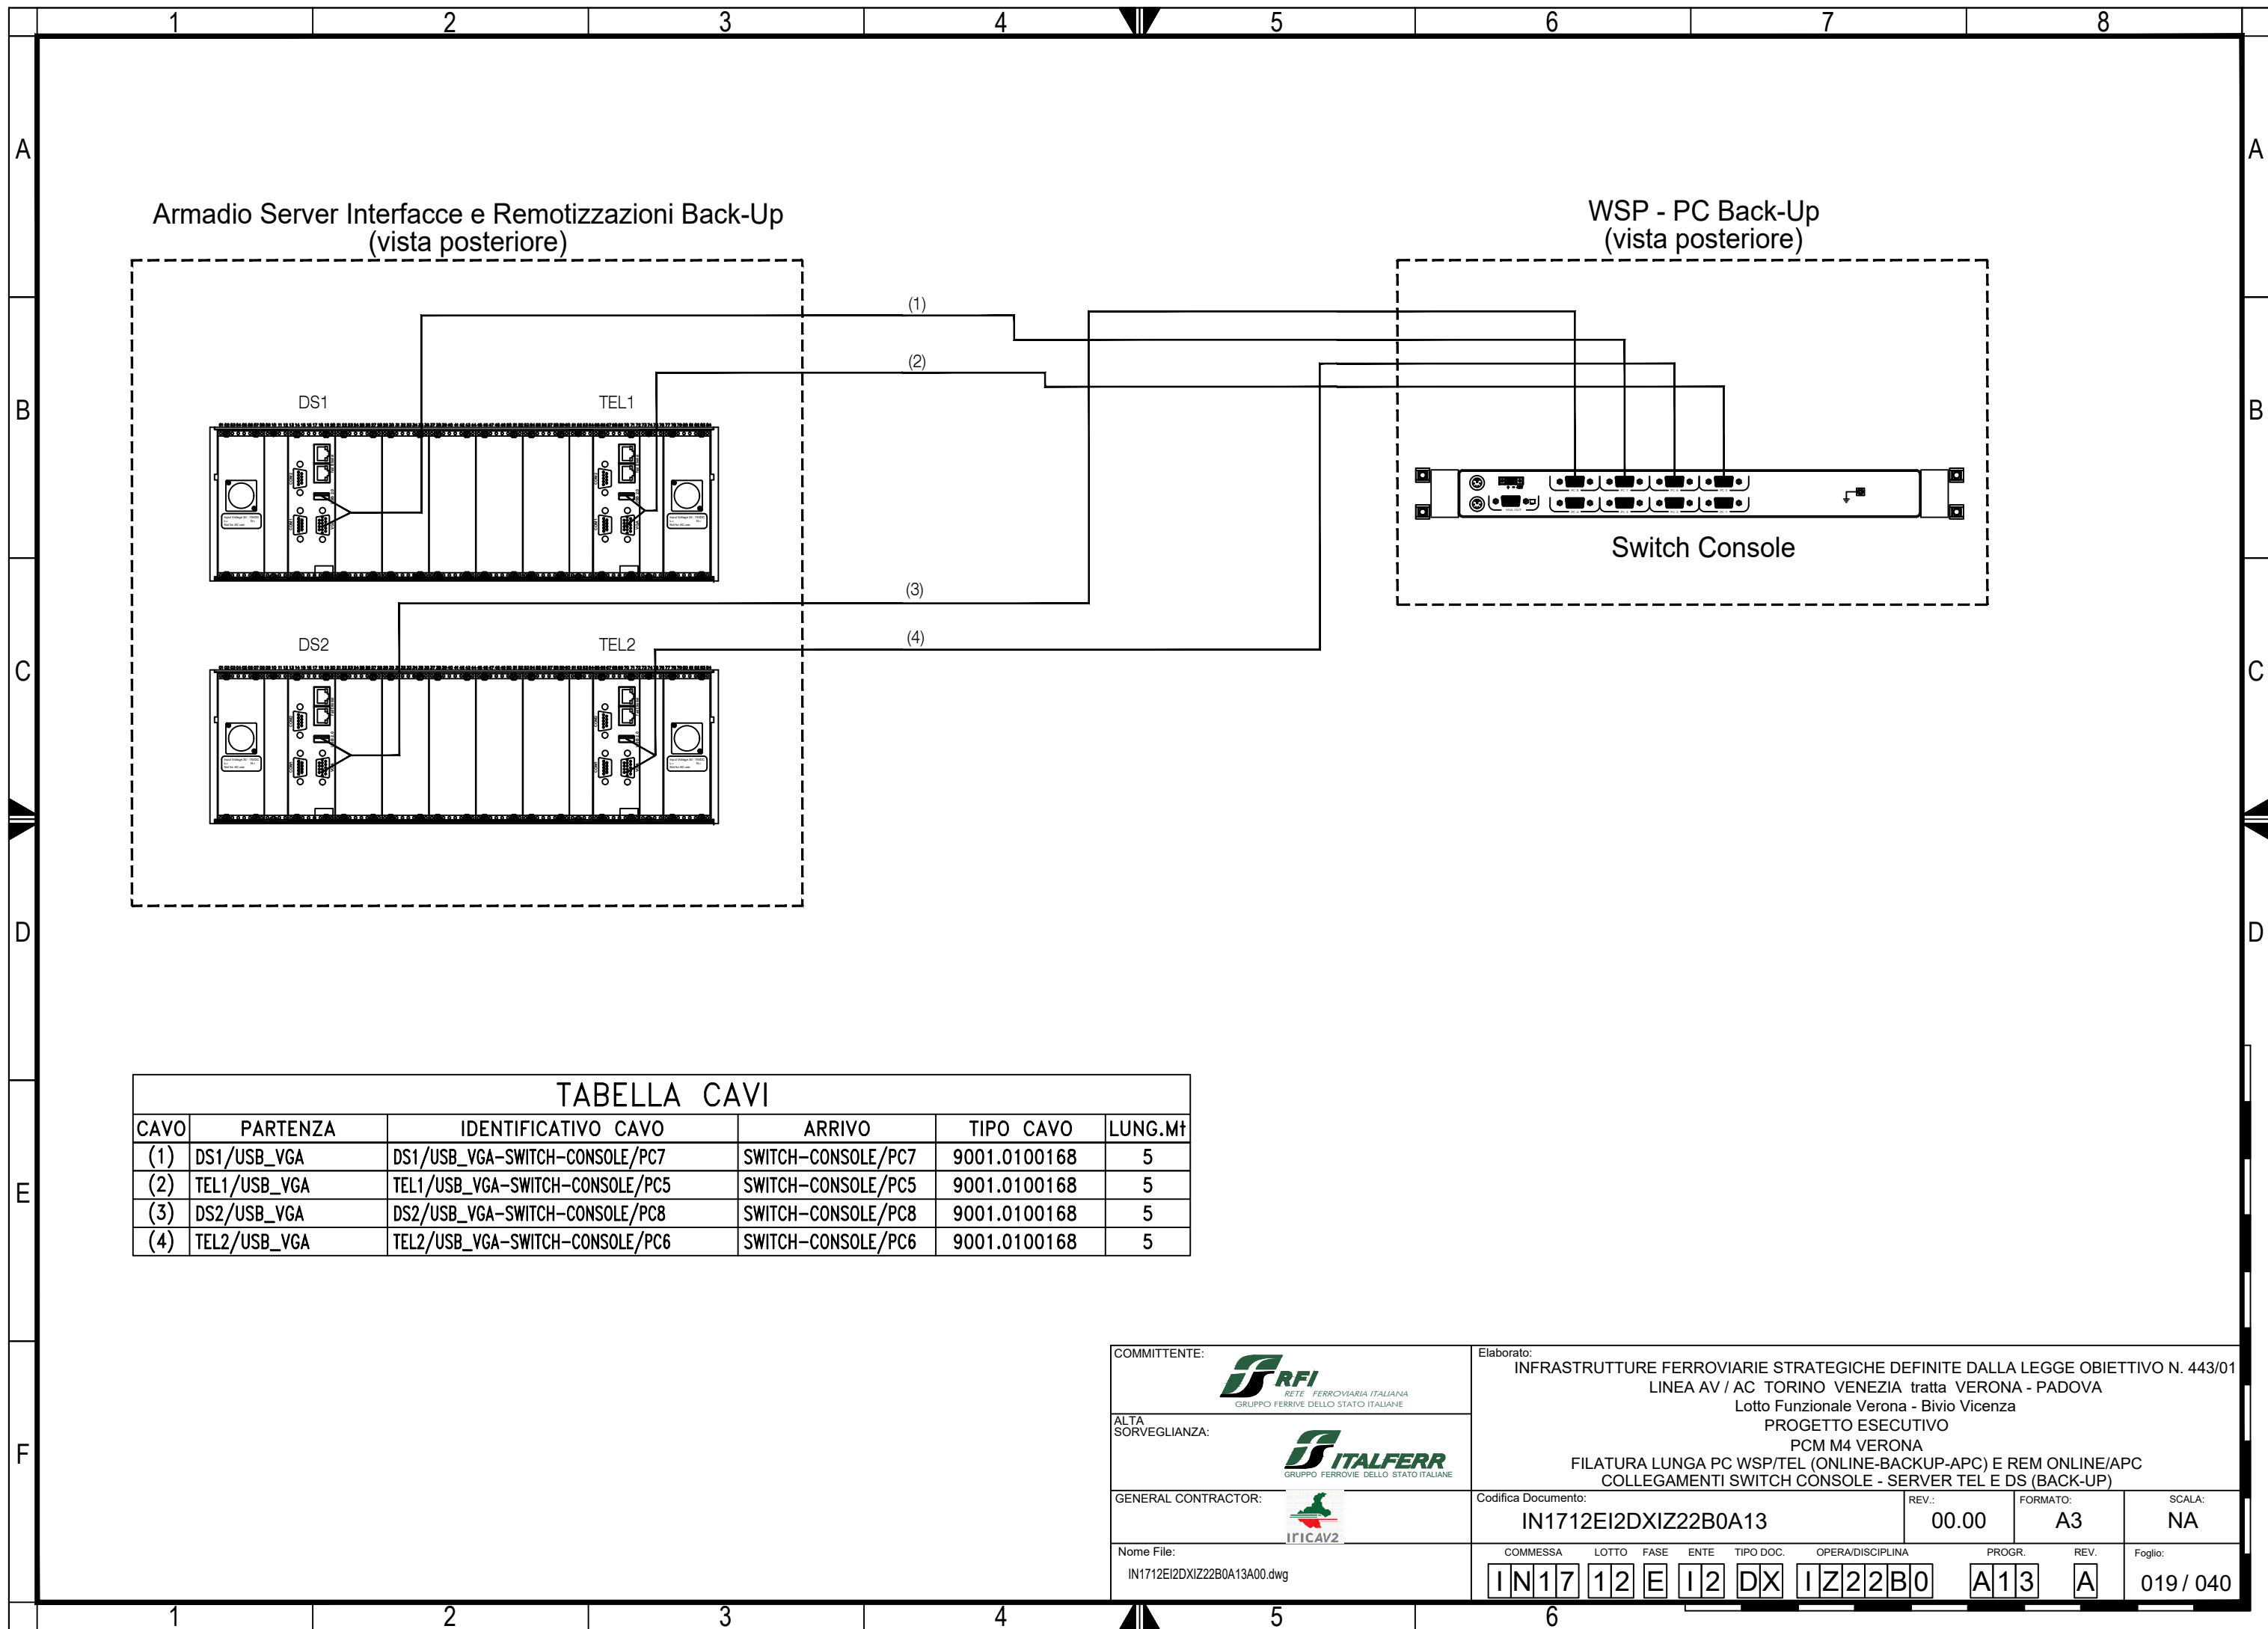 1 2 3 4 5 6 7 8
A A
Armadio Server Interfacce e Remotizzazioni Back-Up
(vista posteriore)
WSP - PC Back-Up
(vista posteriore)
(1)
(2)
B B
DS1 TEL1
Switch Console
(3)
(4)
DS2 TEL2
C C
D D
TABELLA CAVI
CAVO PARTENZA IDENTIFICATIVO CAVO ARRIVO TIPO CAVO LUNG.Mt
(1) DS1/USB_VGA DS1/USB_VGA-SWITCH-CONSOLE/PC7 SWITCH-CONSOLE/PC7 9001.0100168 5
(2) TEL1/USB_VGA TEL1/USB_VGA-SWITCH-CONSOLE/PC5 SWITCH-CONSOLE/PC5 9001.0100168 5
(3) DS2/USB_VGA DS2/USB_VGA-SWITCH-CONSOLE/PC8 SWITCH-CONSOLE/PC8 9001.0100168 5
(4) TEL2/USB_VGA TEL2/USB_VGA-SWITCH-CONSOLE/PC6 SWITCH-CONSOLE/PC6 9001.0100168 5
E E
F F
COMMITTENTE:
RFI
RETE FERROVIARIA ITALIANA
GRUPPO FERRIVE DELLO STATO ITALIANE
ALTA
SORVEGLIANZA:
ITALFERR
GRUPPO FERROVIE DELLO STATO ITALIANE
GENERAL CONTRACTOR:
IrICAV2
Nome File:
IN1712EI2DXIZ22B0A13A00.dwg
Elaborato:
INFRASTRUTTURE FERROVIARIE STRATEGICHE DEFINITE DALLA LEGGE OBIETTIVO N. 443/01
LINEA AV / AC TORINO VENEZIA tratta VERONA - PADOVA
Lotto Funzionale Verona - Bivio Vicenza
PROGETTO ESECUTIVO
PCM M4 VERONA
FILATURA LUNGA PC WSP/TEL (ONLINE-BACKUP-APC) E REM ONLINE/APC
COLLEGAMENTI SWITCH CONSOLE - SERVER TEL E DS (BACK-UP)
Codifica Documento: REV.: FORMATO: SCALA:
IN1712EI2DXIZ22B0A13 00.00 A3 NA
COMMESSA LOTTO FASE ENTE TIPO DOC. OPERA/DISCIPLINA PROGR. REV. Foglio:
IN17 12 E I2 DX IZ22B0 A13 A 019 / 040
1 2 3 4 5 6